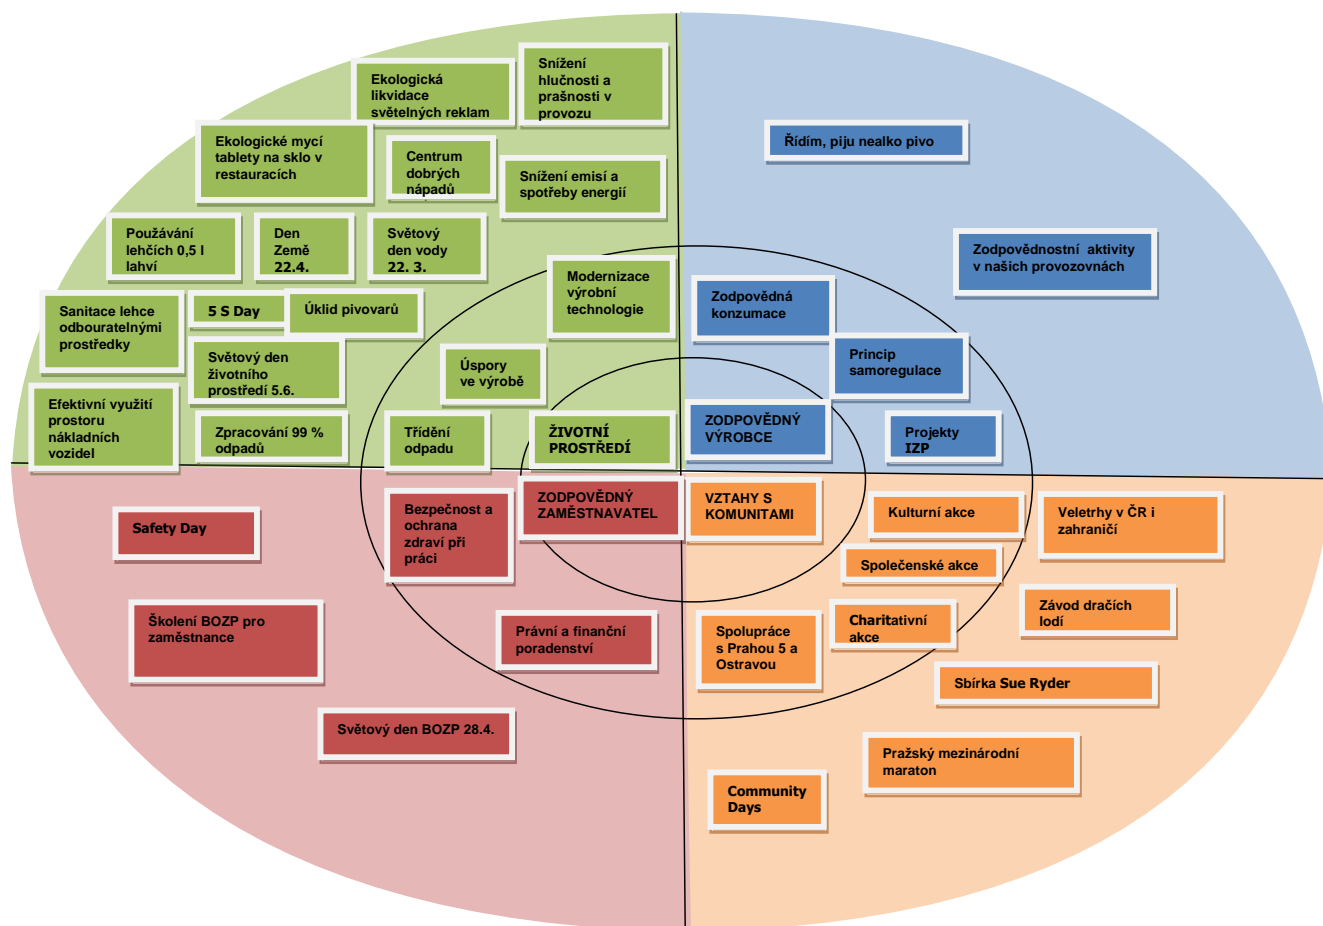 Ekologická
likvidace
světelných reklam
Snížení
hlučnosti a
prašnosti v
provozu
Ekologické mycí
tablety na sklo v
restauracích
Centrum
dobrých
nápadů
Snížení emisí a
spotřeby energií
Používání
lehčích 0,5 l
lahví
Den
Země
22.4.
Světový
den vody
22. 3.
Modernizace
výrobní
technologie
Sanitace lehce
odbouratelnými
prostředky
5 S Day
Úklid pivovarů
Světový den
životního
prostředí 5.6.
Úspory
ve výrobě
Efektivní využití
prostoru
nákladních
vozidel
Zpracování 99 %
odpadů
Třídění
odpadu
ŽIVOTNÍ
PROSTŘEDÍ
Řídím, piju nealko pivo
Zodpovědnostní aktivity
v našich provozovnách
Zodpovědná
konzumace
Princip
samoregulace
ZODPOVĚDNÝ
VÝROBCE
Projekty
IZP
Safety Day
Bezpečnost a
ochrana
zdraví při
práci
ZODPOVĚDNÝ
ZAMĚSTNAVATEL
Školení BOZP pro
zaměstnance
Právní a finanční
poradenství
Světový den BOZP 28.4.
VZTAHY S
KOMUNITAMI
Kulturní akce
Veletrhy v ČR i
zahraničí
Společenské akce
Závod dračích
lodí
Spolupráce
s Prahou 5 a
Ostravou
Charitativní
akce
Sbírka Sue Ryder
Pražský mezinárodní
maraton
Community
Days